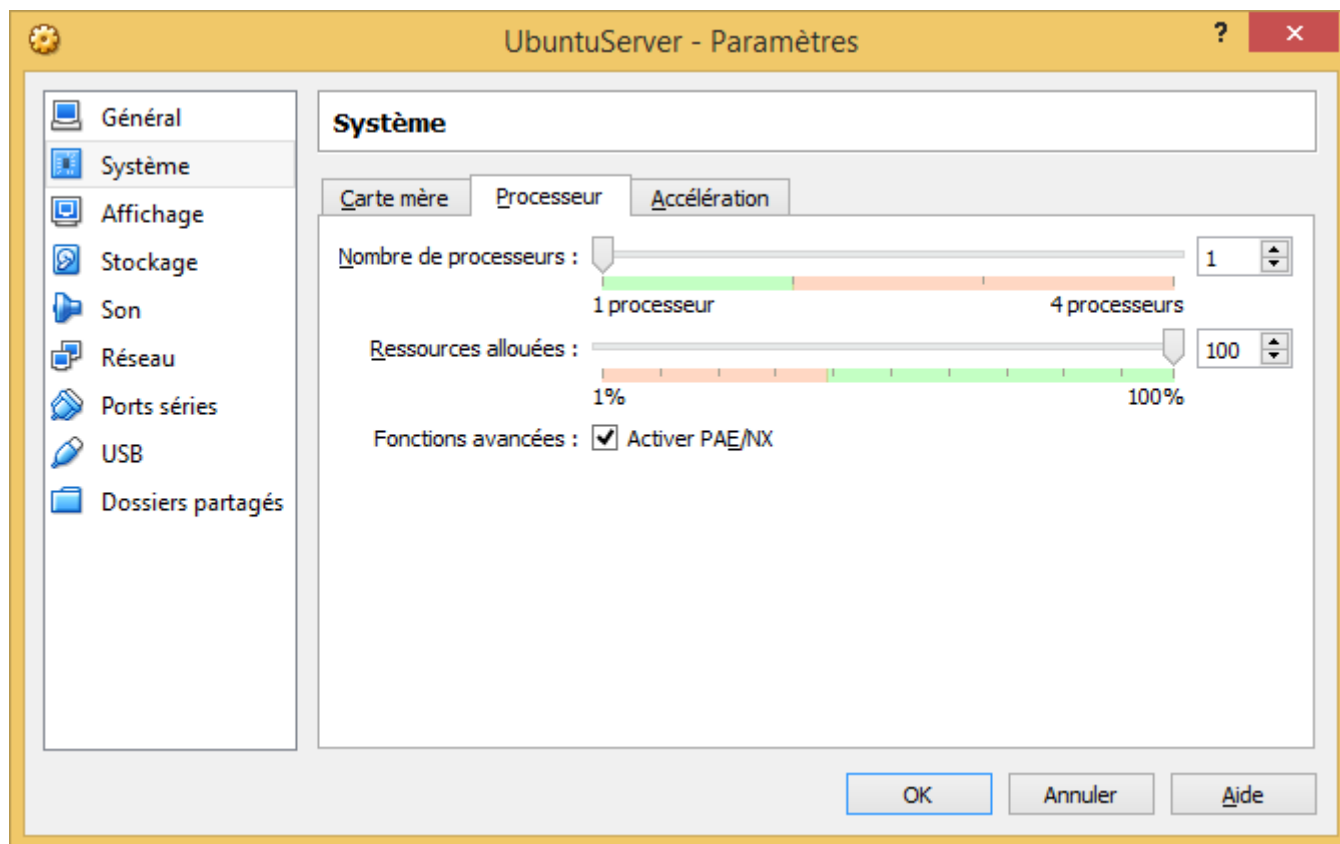 UbuntuServer - Paramètres
?
Général
Système
Affichage
Stockage
Son
Réseau
Ports séries
USB
Dossiers partagés
Système
Carte mère Processeur Accélération
Nombre de processeurs : 1
1 processeur 4 processeurs
Ressources allouées : 100
1% 100%
Fonctions avancées : Activer PAE/NX
OK Annuler Aide